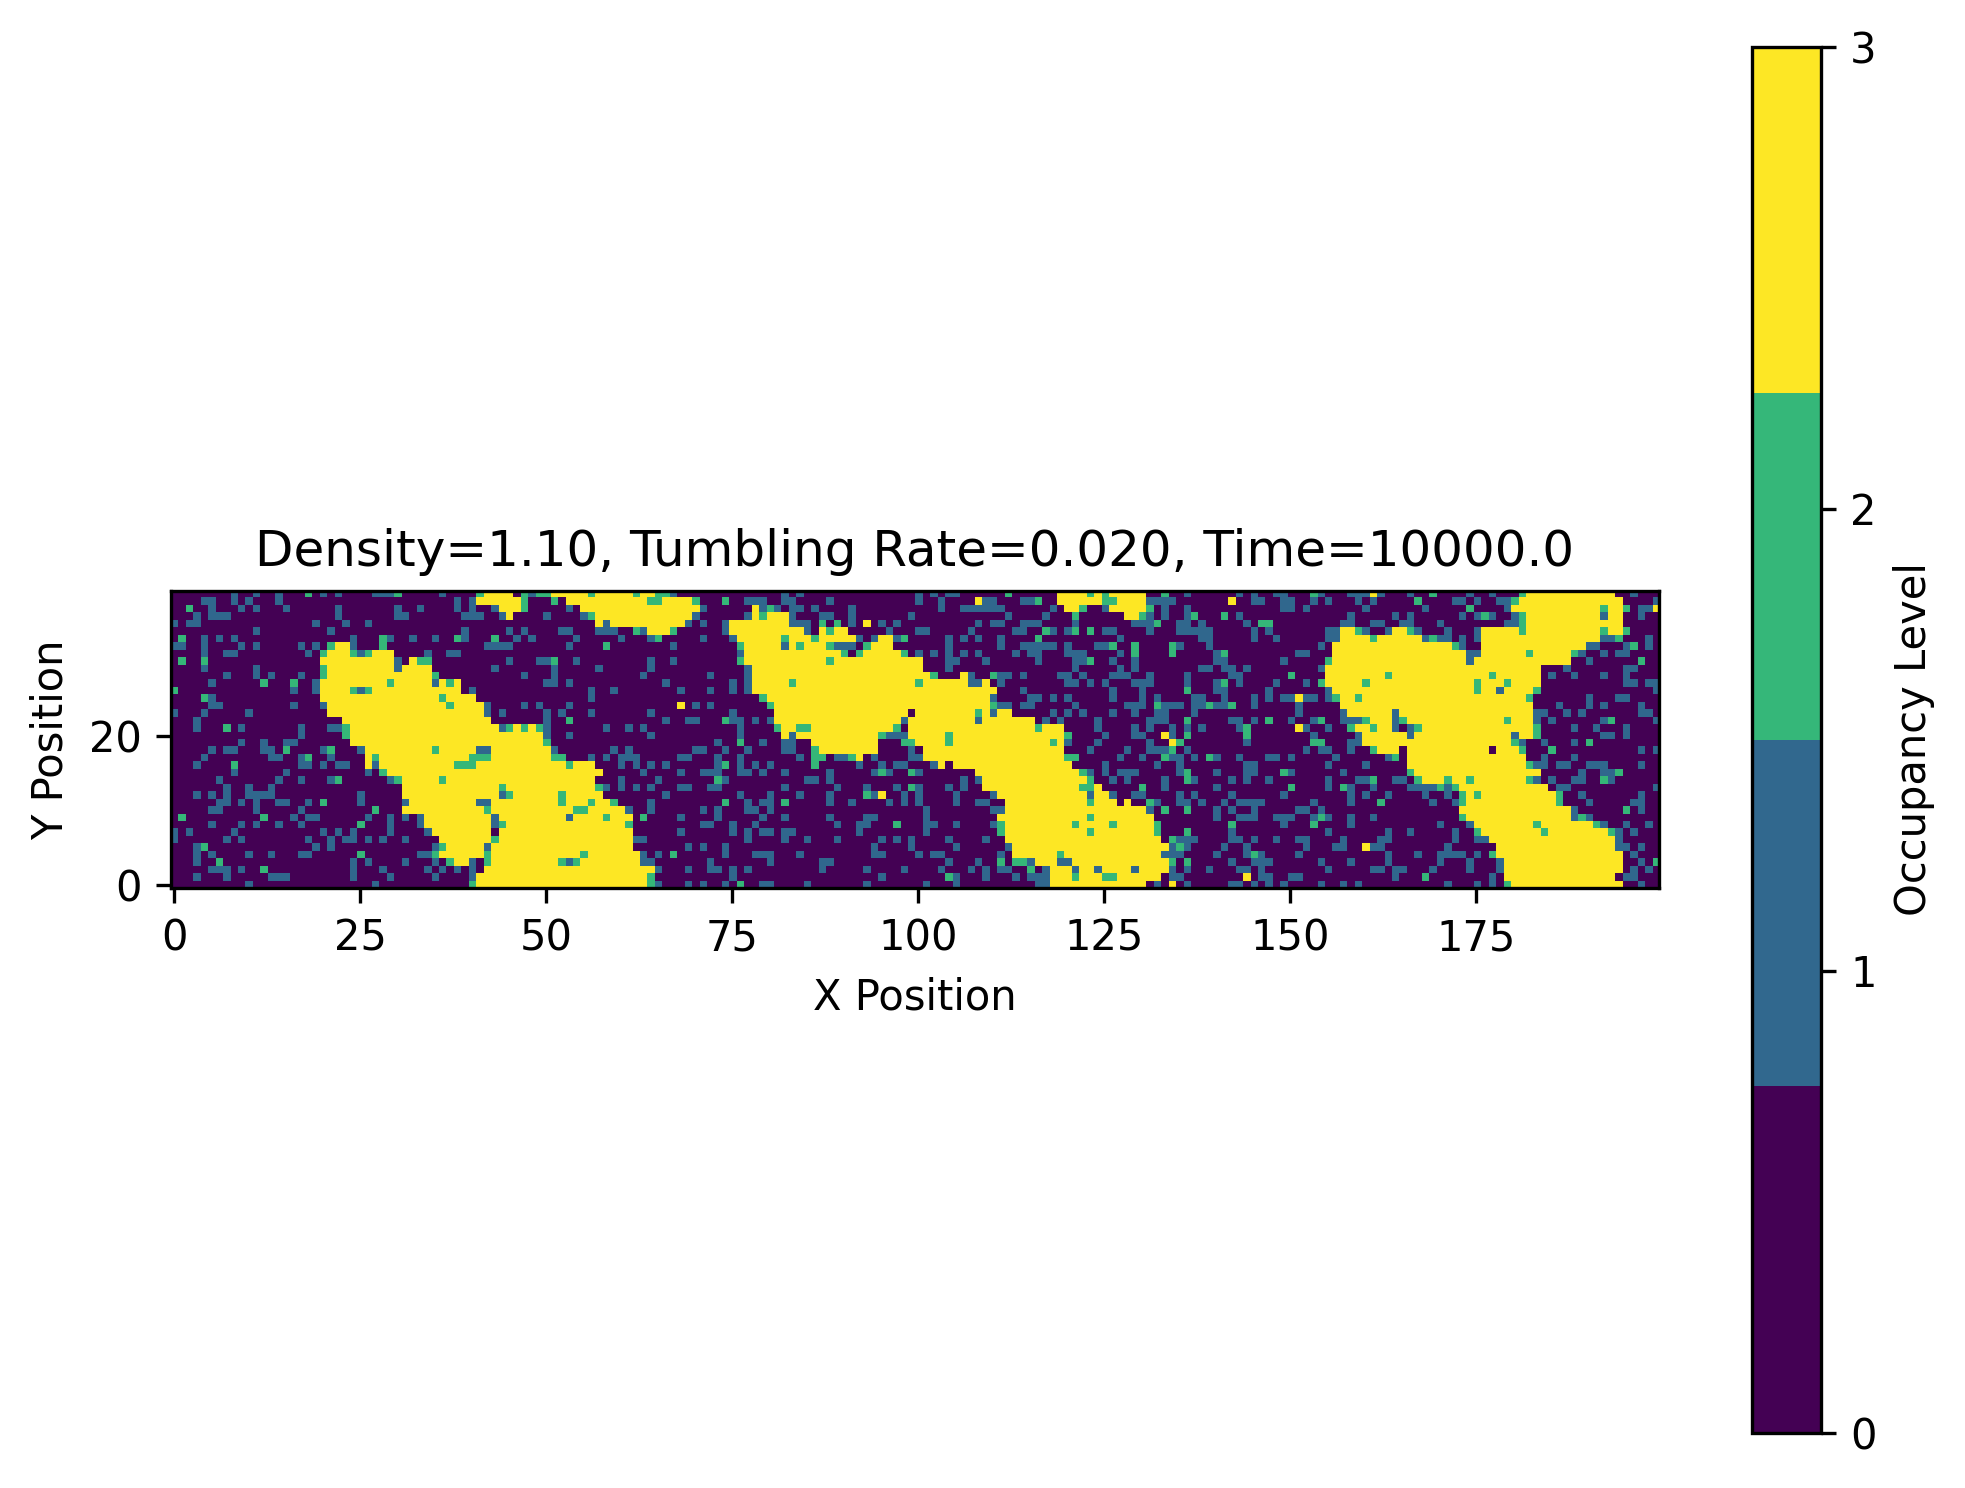 Density=1.10, Tumbling Rate=0.020, Time=10000.0
Y Position
20
0
0 25 50 75 100 125 150 175
X Position
3
2
1
0
Occupancy Level